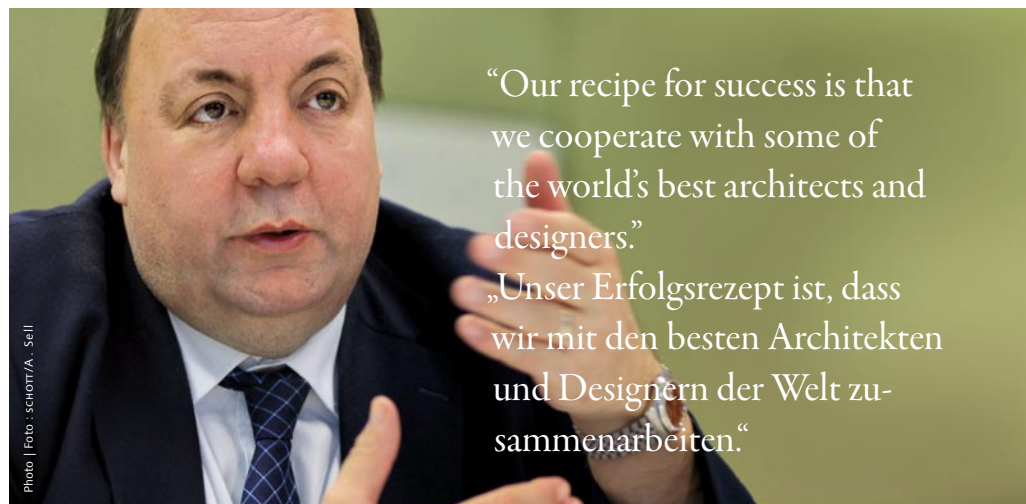 “Our recipe for success is that
we cooperate with some of
the world’s best architects and
designers.”
„Unser Erfolgsrezept ist, dass
wir mit den besten Architekten
und Designern der Welt zu-
sammenarbeiten.“
Photo | Foto : SCHOTT/A . Sell